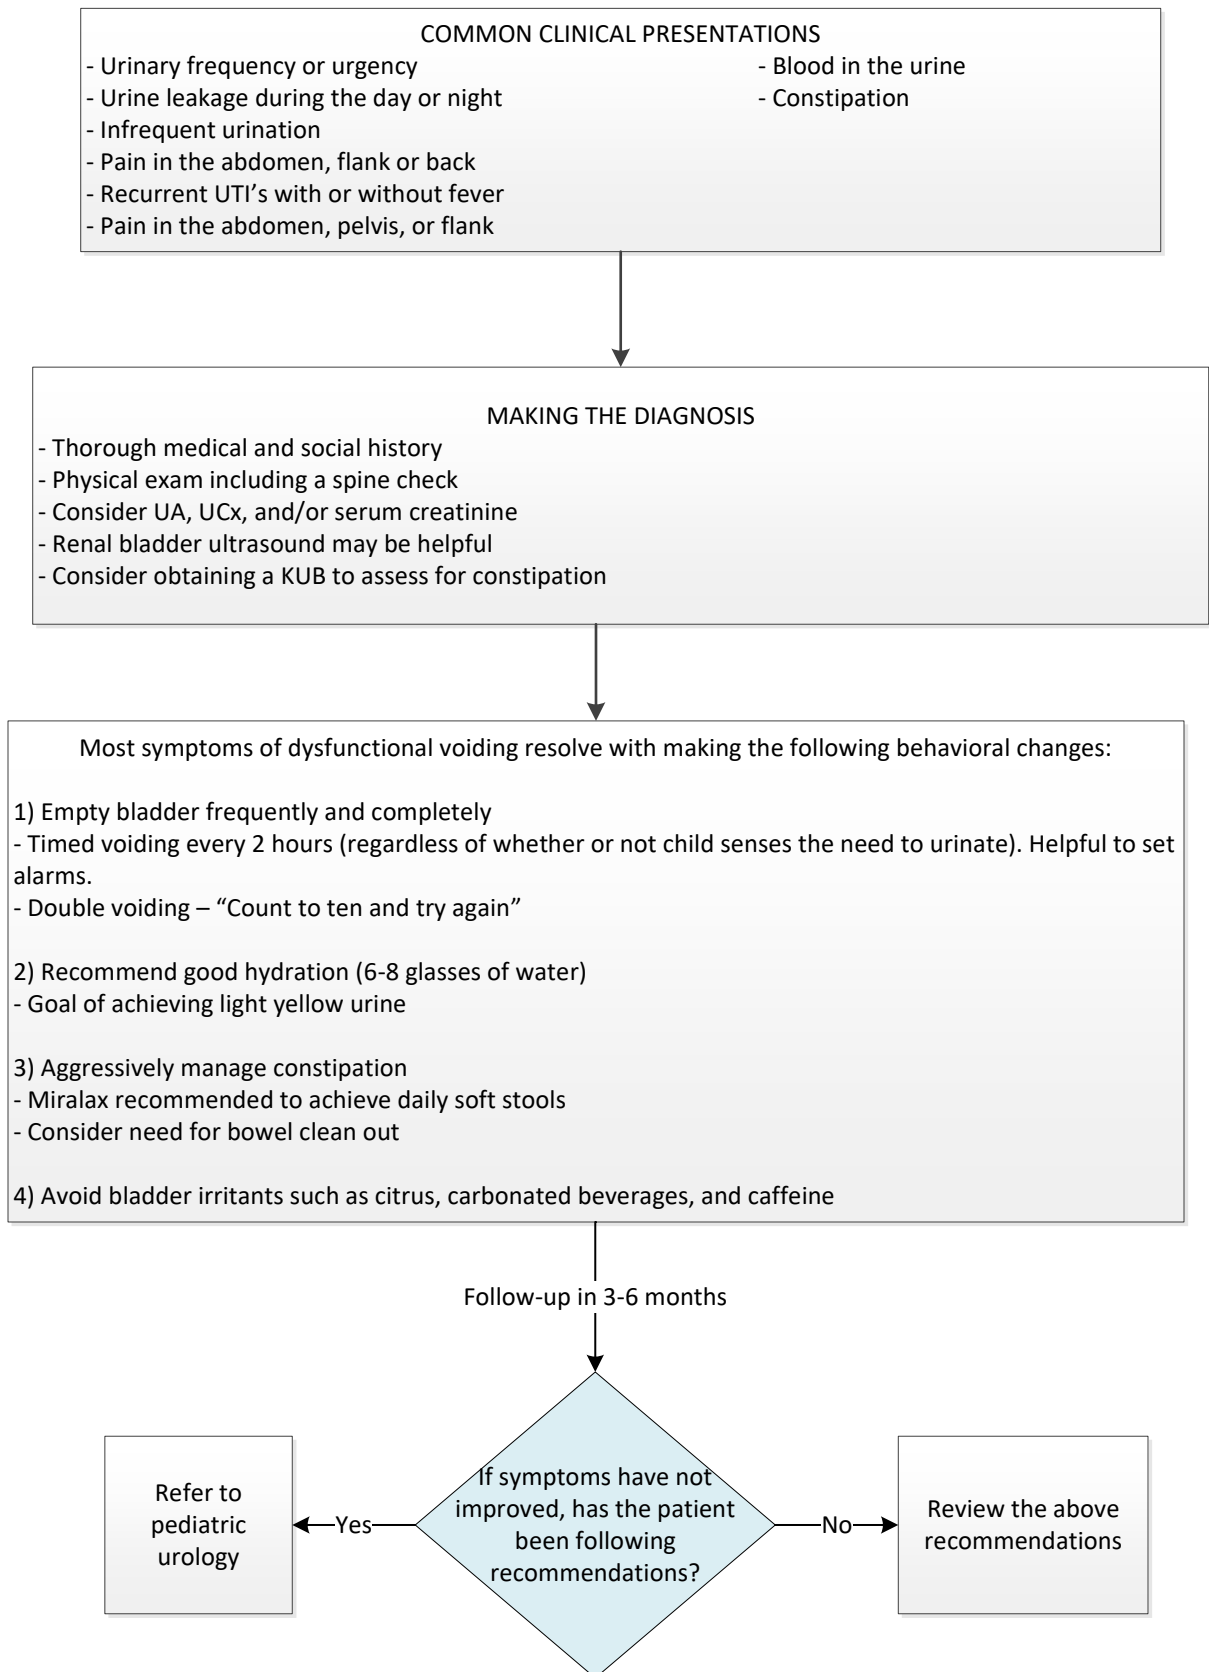 COMMON CLINICAL PRESENTATIONS
- Urinary frequency or urgency
- Urine leakage during the day or night
- Infrequent urination
- Pain in the abdomen, flank or back
- Recurrent UTI’s with or without fever
- Pain in the abdomen, pelvis, or flank
- Blood in the urine
- Constipation
MAKING THE DIAGNOSIS
- Thorough medical and social history
- Physical exam including a spine check
- Consider UA, UCx, and/or serum creatinine
- Renal bladder ultrasound may be helpful
- Consider obtaining a KUB to assess for constipation
Most symptoms of dysfunctional voiding resolve with making the following behavioral changes:
1) Empty bladder frequently and completely
- Timed voiding every 2 hours (regardless of whether or not child senses the need to urinate). Helpful to set
alarms.
- Double voiding – “Count to ten and try again”
2) Recommend good hydration (6-8 glasses of water)
- Goal of achieving light yellow urine
3) Aggressively manage constipation
- Miralax recommended to achieve daily soft stools
- Consider need for bowel clean out
4) Avoid bladder irritants such as citrus, carbonated beverages, and caffeine
Follow-up in 3-6 months
If symptoms have not
improved, has the patient
been following
recommendations?
Yes
Refer to
pediatric
urology
No
Review the above
recommendations